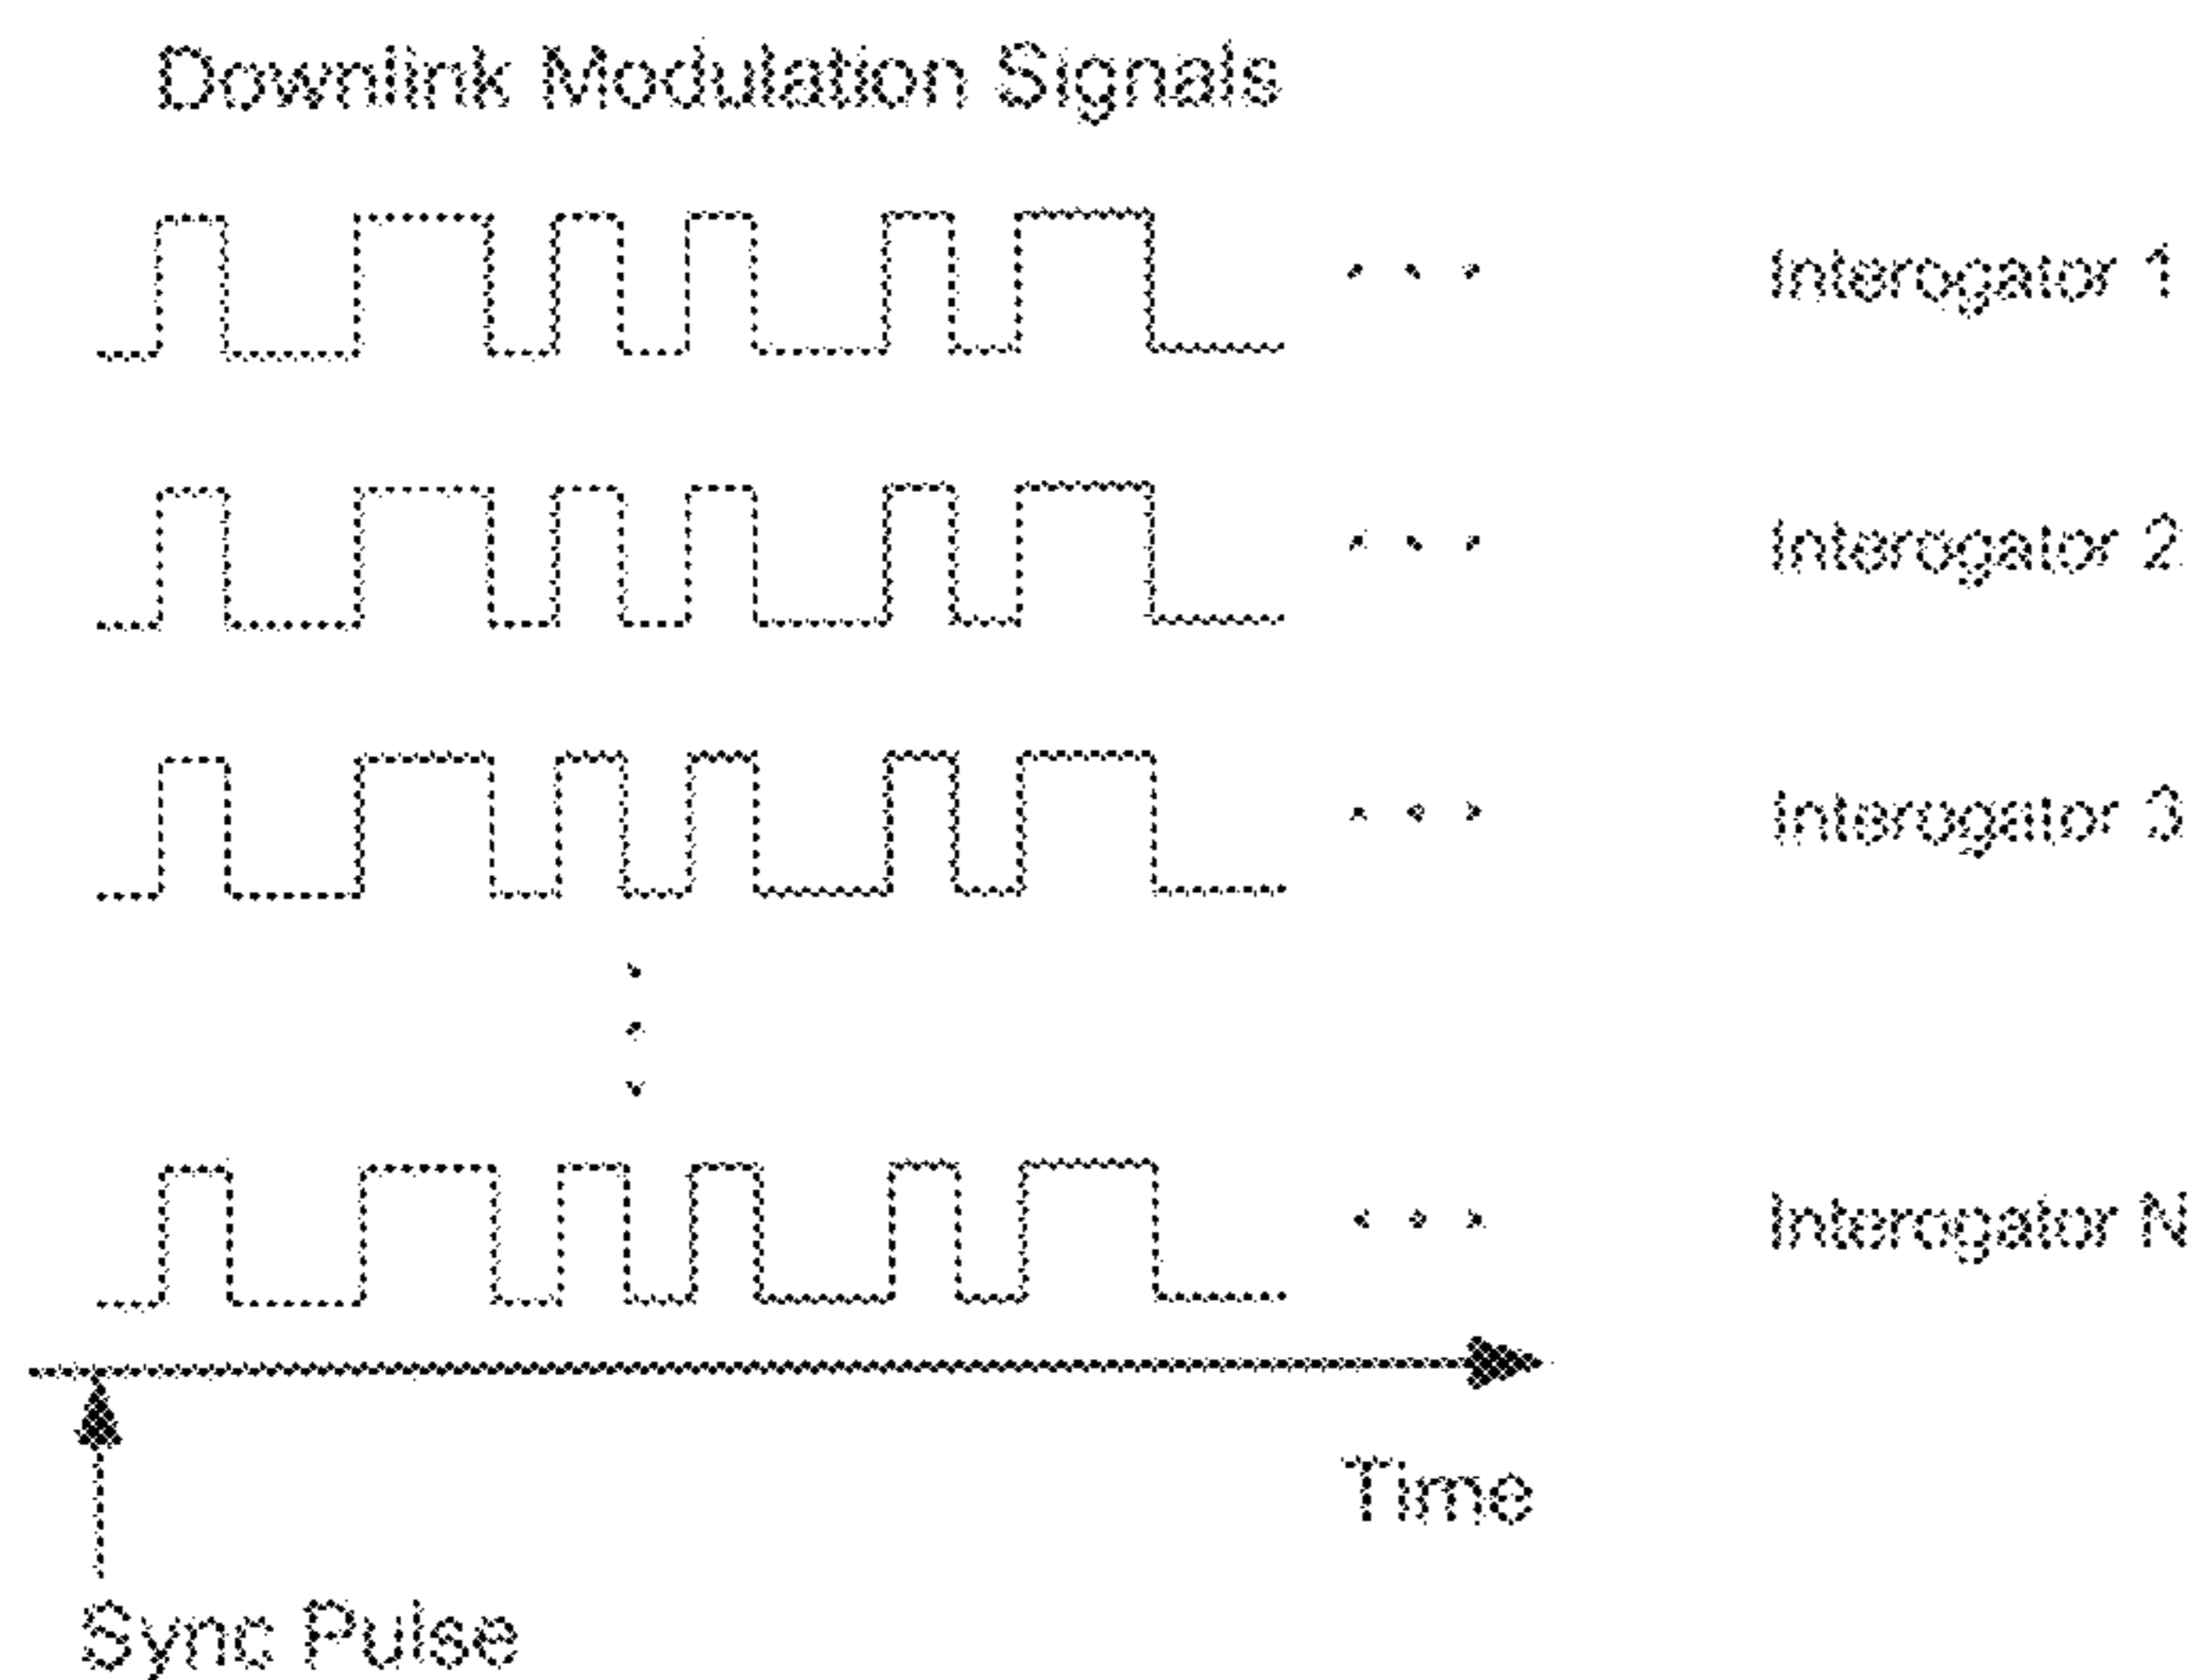 Downlink Modulation Signals
Interogator 1
Interogator 2
Interogator 3
Interogator N
Time
Sync Pulse